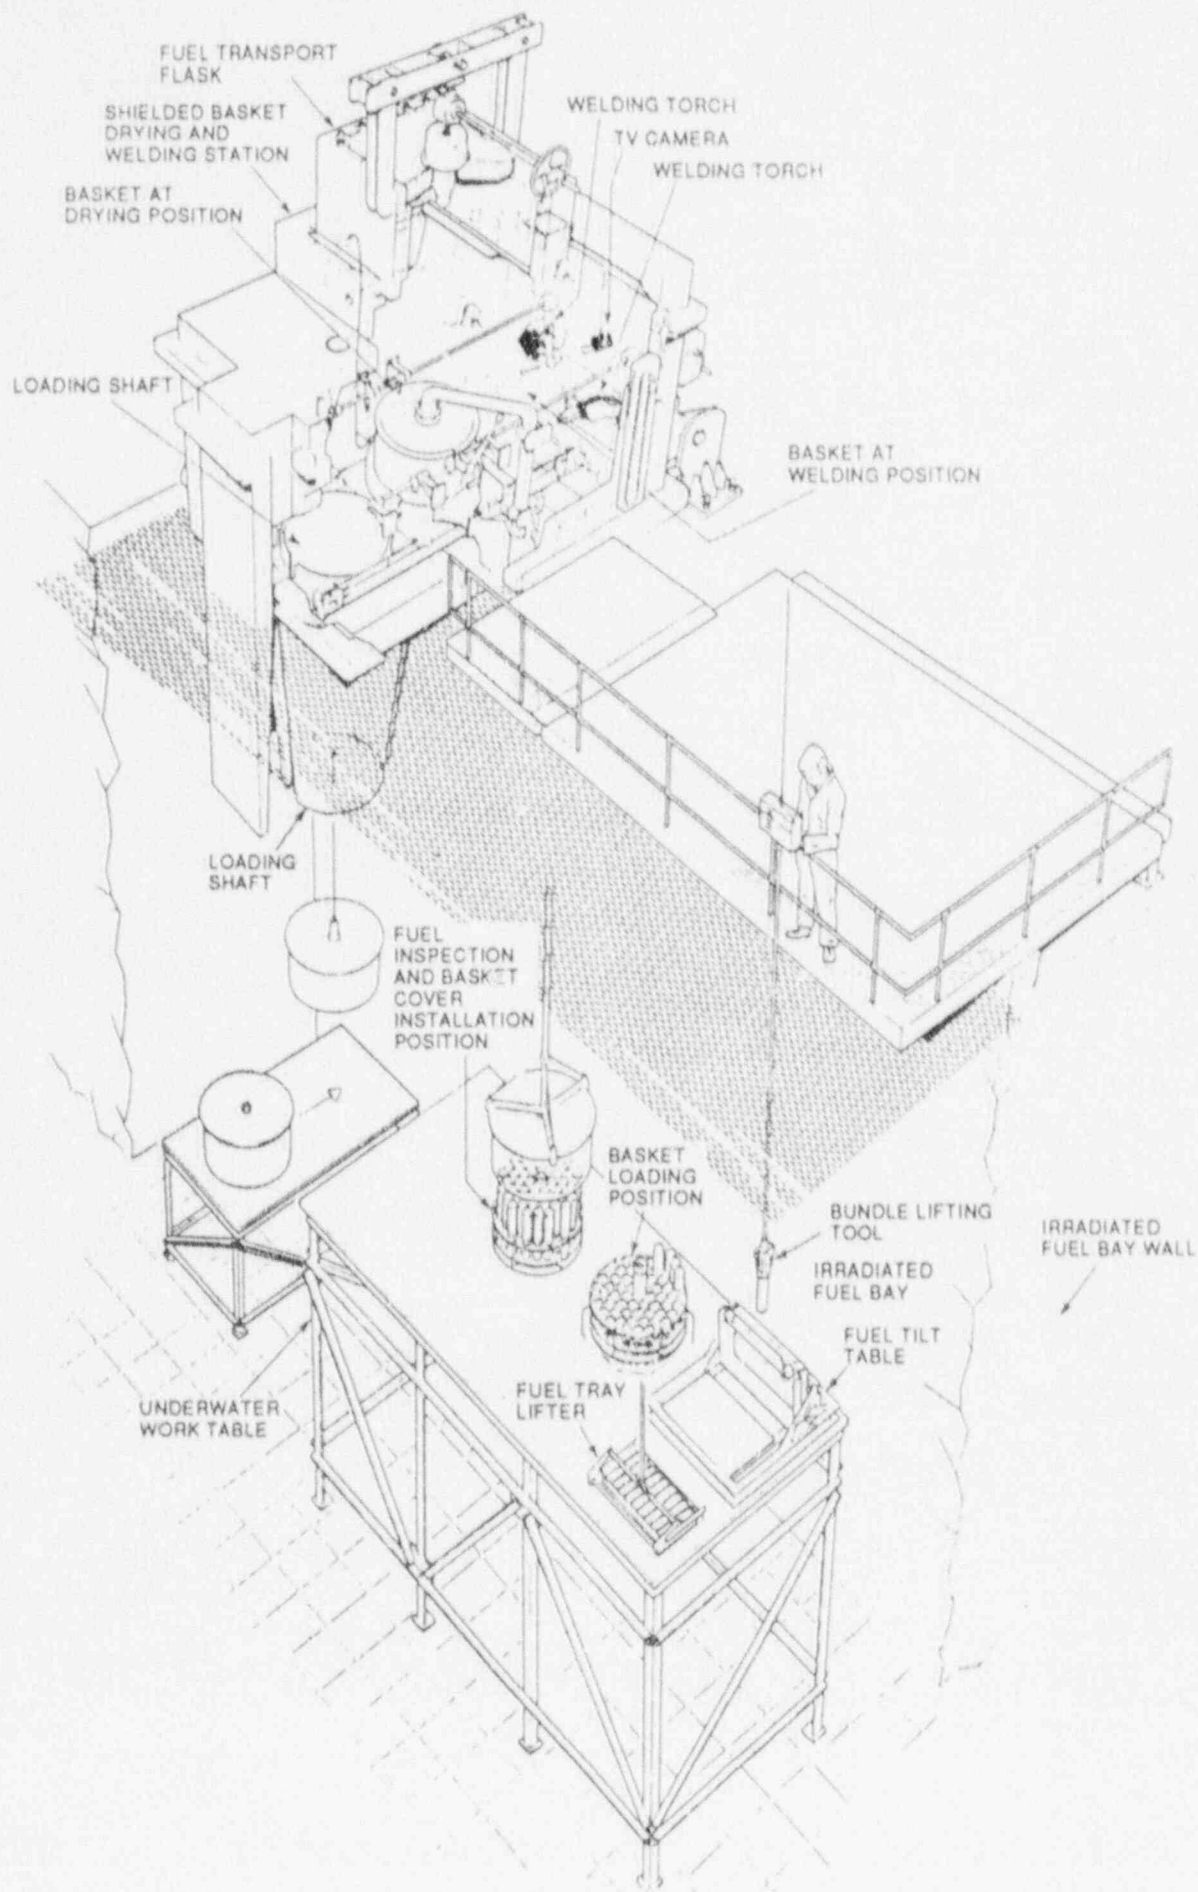 FUEL TRANSPORT
FLASK
SHIELDED BASKET
DRYING AND
WELDING STATION
BASKET AT
DRYING POSITION
WELDING TORCH
TV CAMERA
WELDING TORCH
LOADING SHAFT
BASKET AT
WELDING POSITION
LOADING
SHAFT
FUEL
INSPECTION
AND BASKET
COVER
INSTALLATION
POSITION
BASKET
LOADING
POSITION
BUNDLE LIFTING
TOOL
IRRADIATED
FUEL BAY
IRRADIATED
FUEL BAY WALL
FUEL TILT
TABLE
FUEL TRAY
LIFTER
UNDERWATER
WORK TABLE